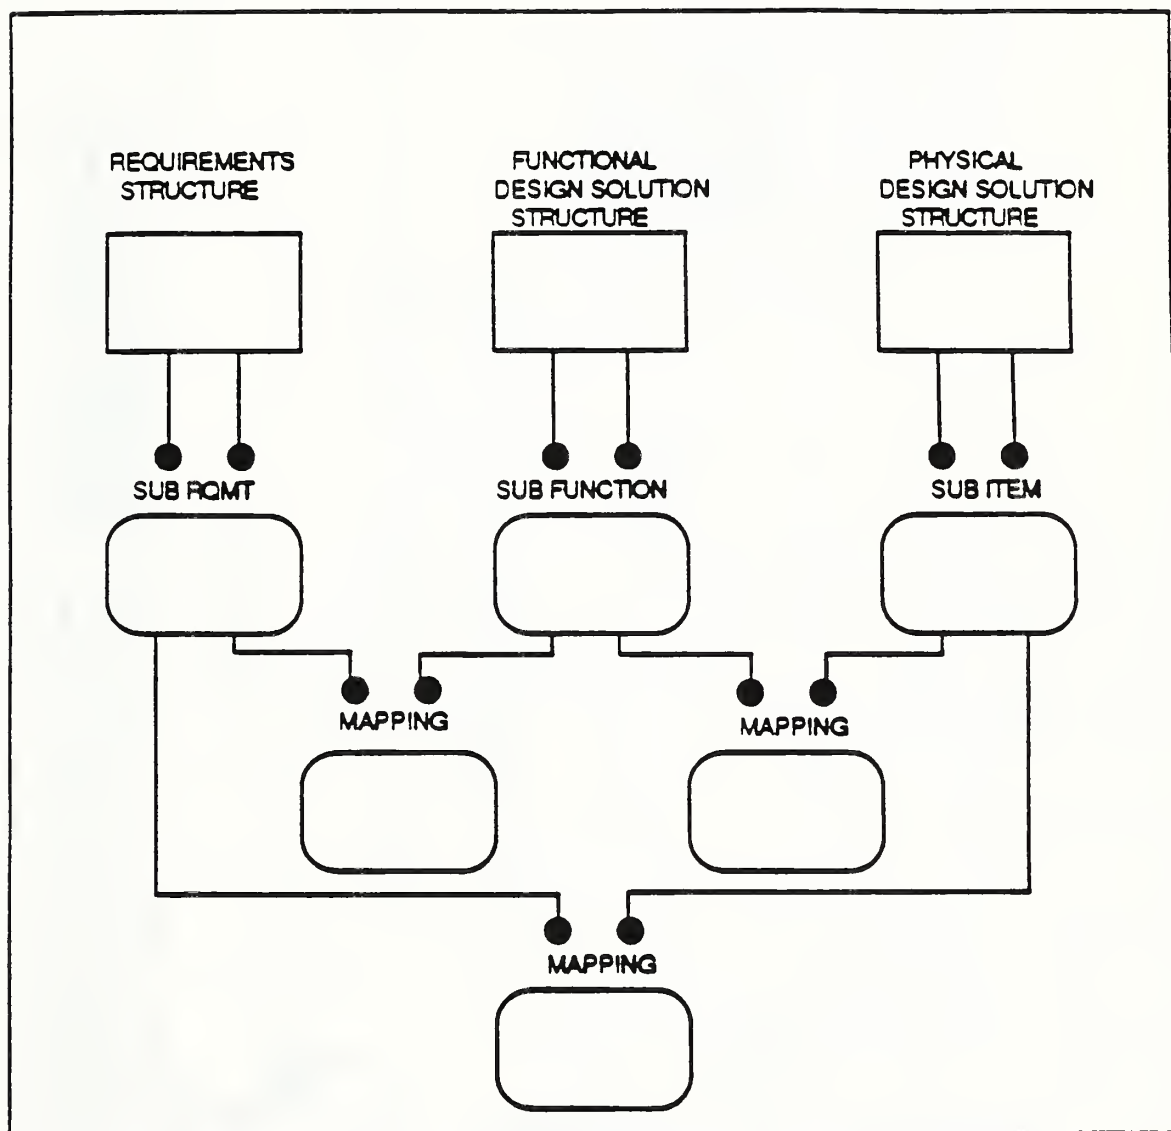 REQUIREMENTS
STRUCTURE
FUNCTIONAL
DESIGN SOLUTION
STRUCTURE
PHYSICAL
DESIGN SOLUTION
STRUCTURE
SUB RQMT
SUB FUNCTION
SUB ITEM
MAPPING
MAPPING
MAPPING